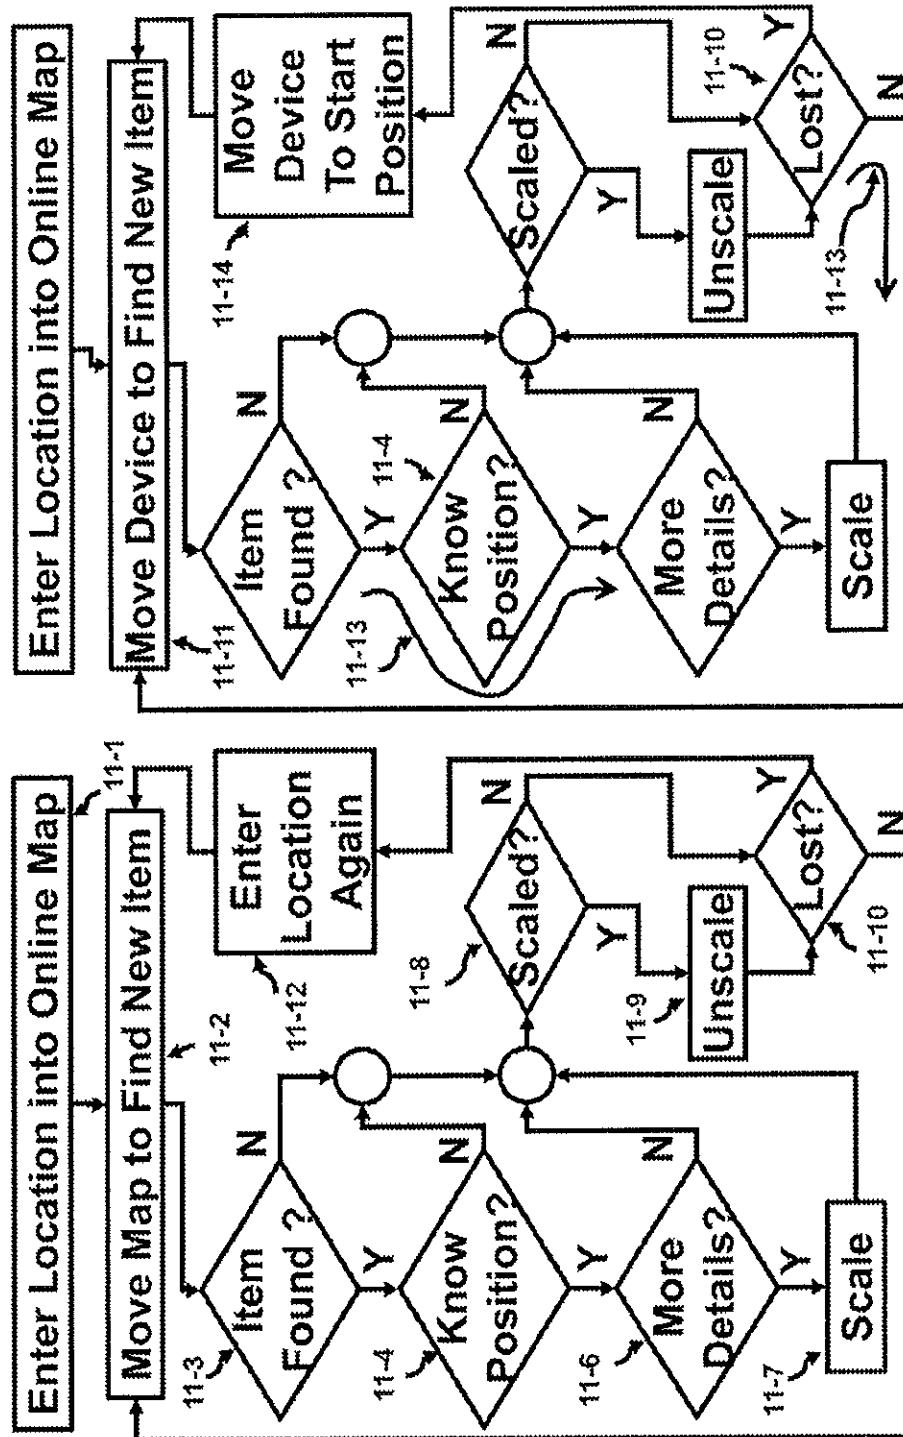 Enter Location into Online Map
11-1
Move Map to Find New Item
11-2
Item
Found ?
11-3
N
Y
Know
Position?
11-4
N
Y
More
Details?
11-6
N
Y
Scale
11-7
Enter
Location
Again
11-12
Scaled?
11-8
N
Y
Unscale
11-9
Lost?
11-10
Y
N
Enter Location into Online Map
Move Device to Find New Item
11-11
Item
Found ?
N
Y
11-13
Know
Position?
11-4
N
Y
More
Details?
N
Y
Scale
Move
Device
To Start
Position
11-14
Scaled?
N
Y
Unscale
Lost?
11-10
Y
N
11-13